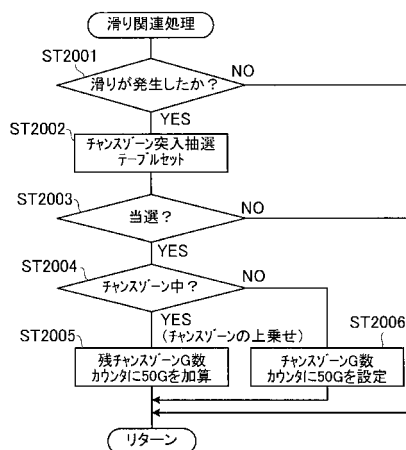 滑り関連処理
ST2001
滑りが発生したか？
NO
YES
ST2002
チャンスゾーン突入抽選
テーブルセット
ST2003
当選？
NO
YES
ST2004
チャンスゾーン中？
NO
YES
(チャンスゾーンの上乗せ)
ST2005
残チャンスゾーンG数
カウンタに50Gを加算
ST2006
チャンスゾーンG数
カウンタに50Gを設定
リターン